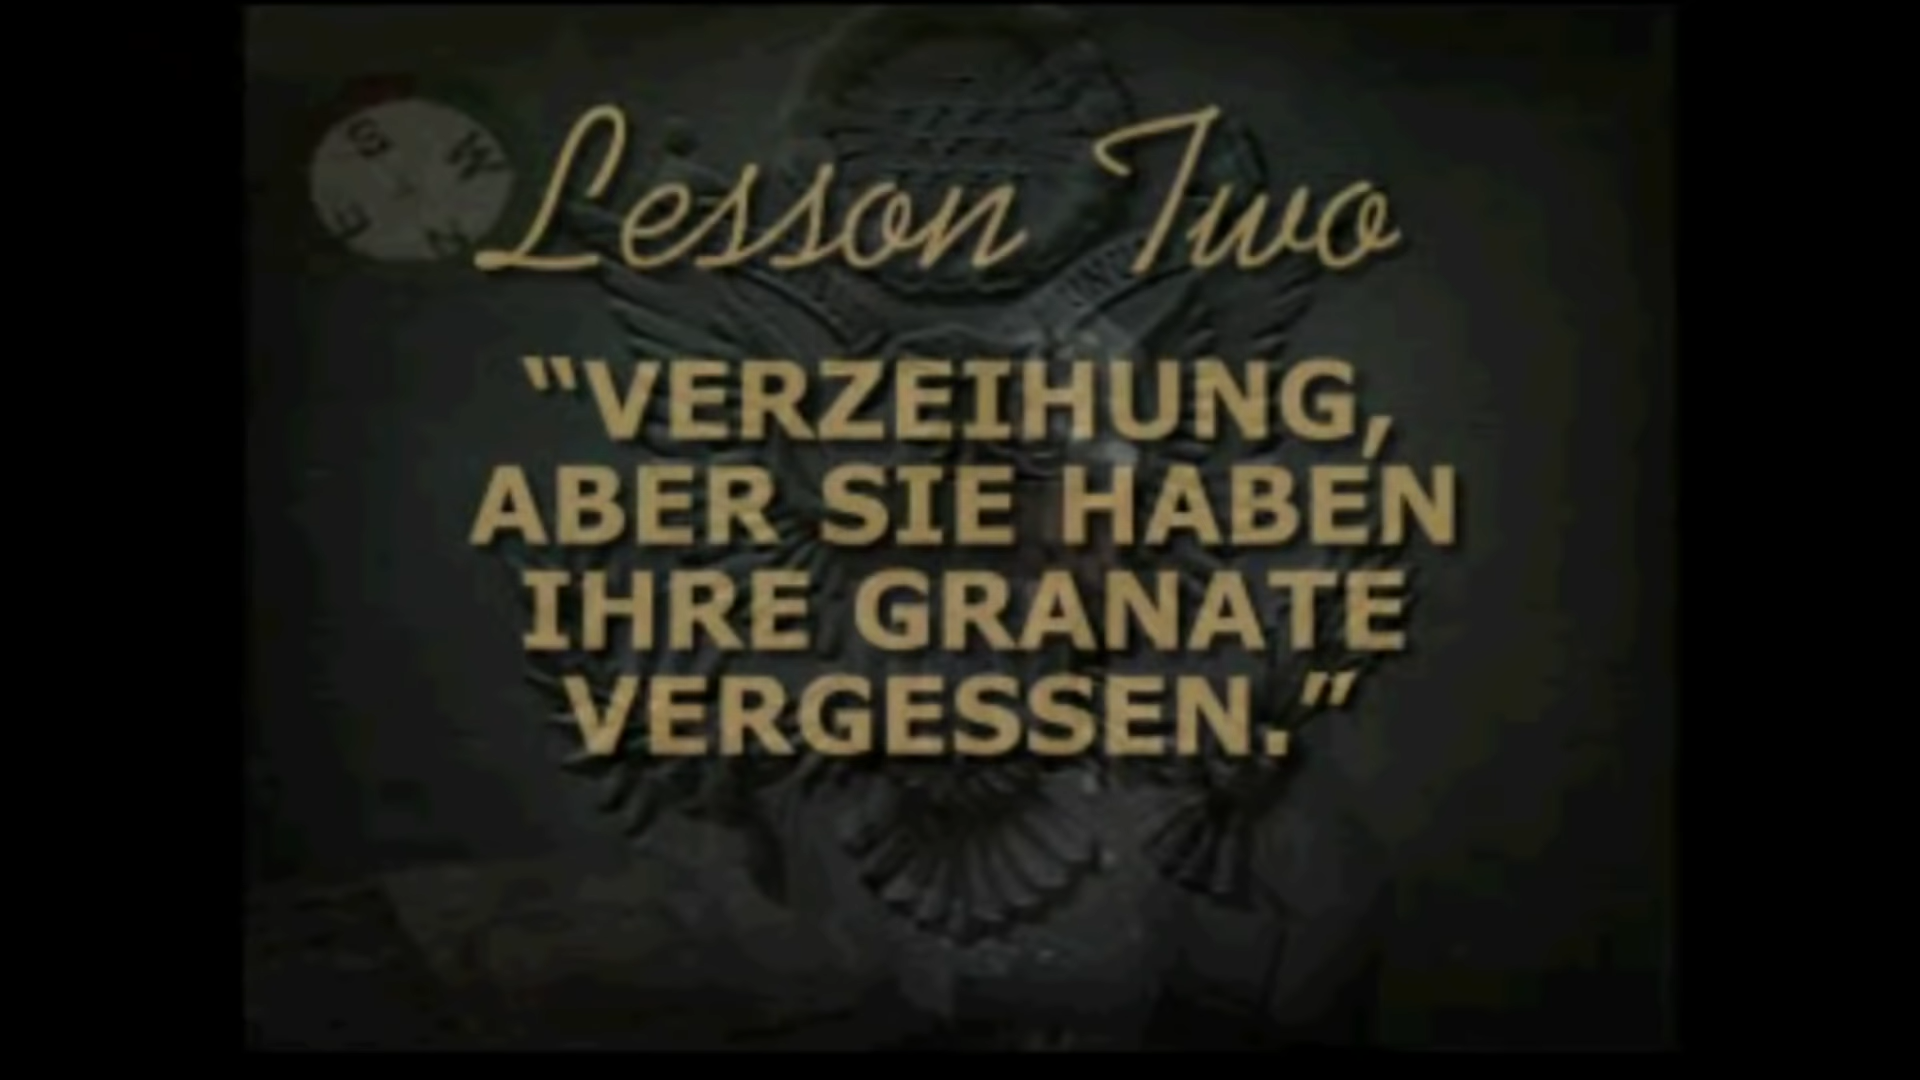 Lesson Two
S W
E N
“VERZEIHUNG,
ABER SIE HABEN
IHRE GRANATE
VERGESSEN.”